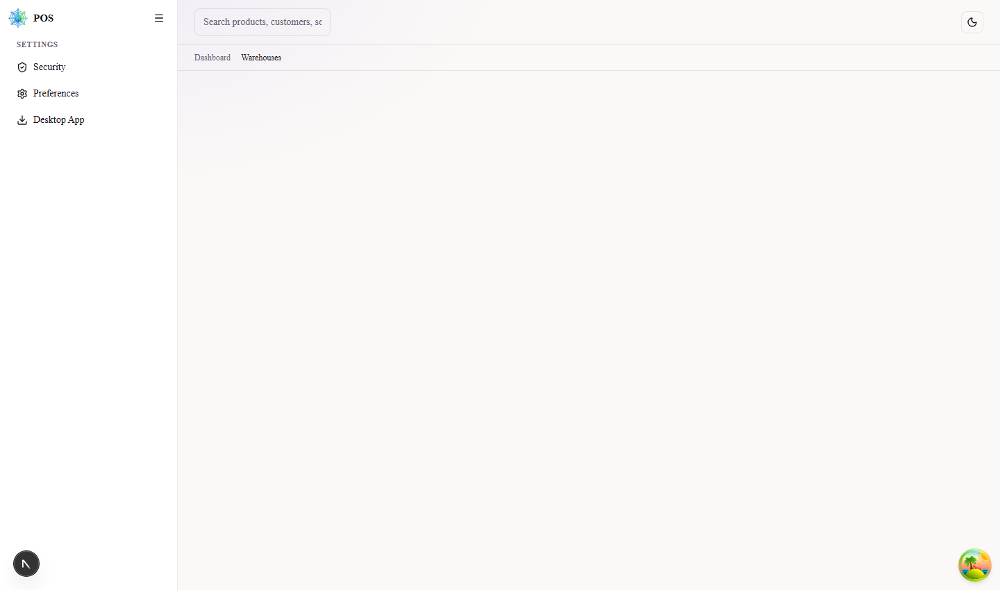 POS
SETTINGS
Security
Preferences
Desktop App
Search products, customers, se
Dashboard
Warehouses